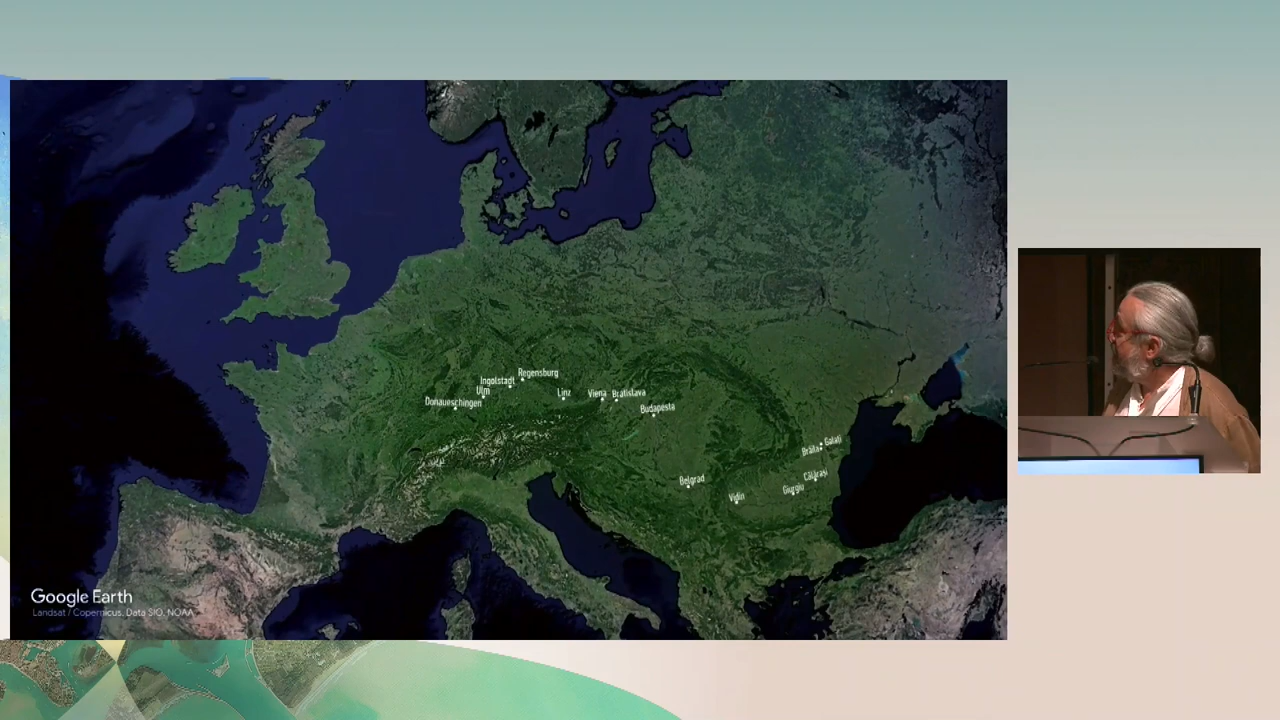 Regensburg
Ingolstadt
Ulm
Donaueschingen
Linz
Viena
Bratislava
Budapesta
Galați
Brăila
Călărași
Giurgiu
Belgrad
Vidin
Google Earth
Landsat / Copernicus, Data SIO, NOAA